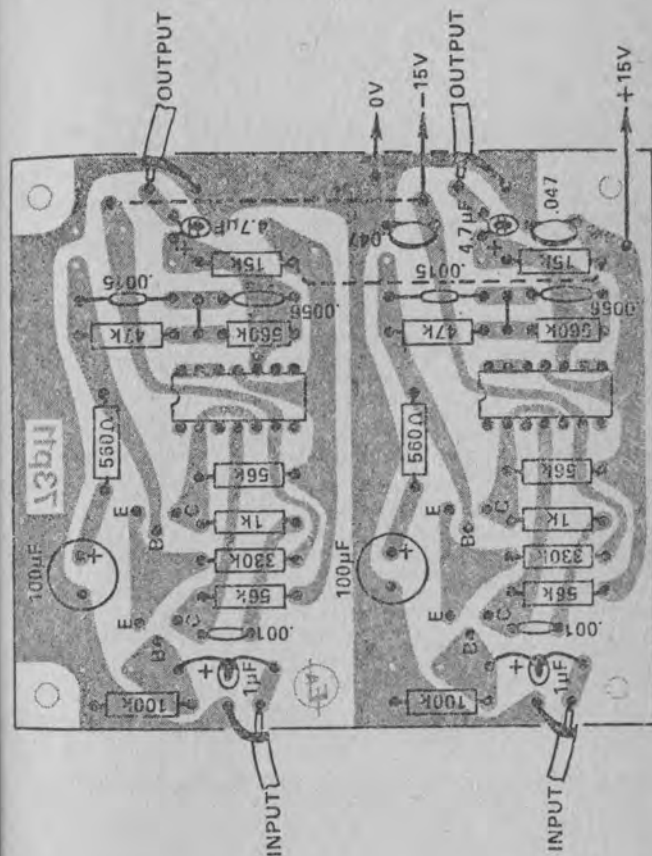 OUTPUT
0V
-15V
OUTPUT
+15V
4.7µF
+
.047
4.7µF
+
.047
15k
15k
.0015
.0056
.0015
.0056
47k
560k
47k
560k
560Ω
560Ω
73pth
56k
56k
E
B
C
1k
E
B
C
1k
100µF
+
330k
100µF
+
330k
56k
56k
E
B
C
.001
E
B
C
.001
100k
+
1µF
100k
+
1µF
INPUT
INPUT